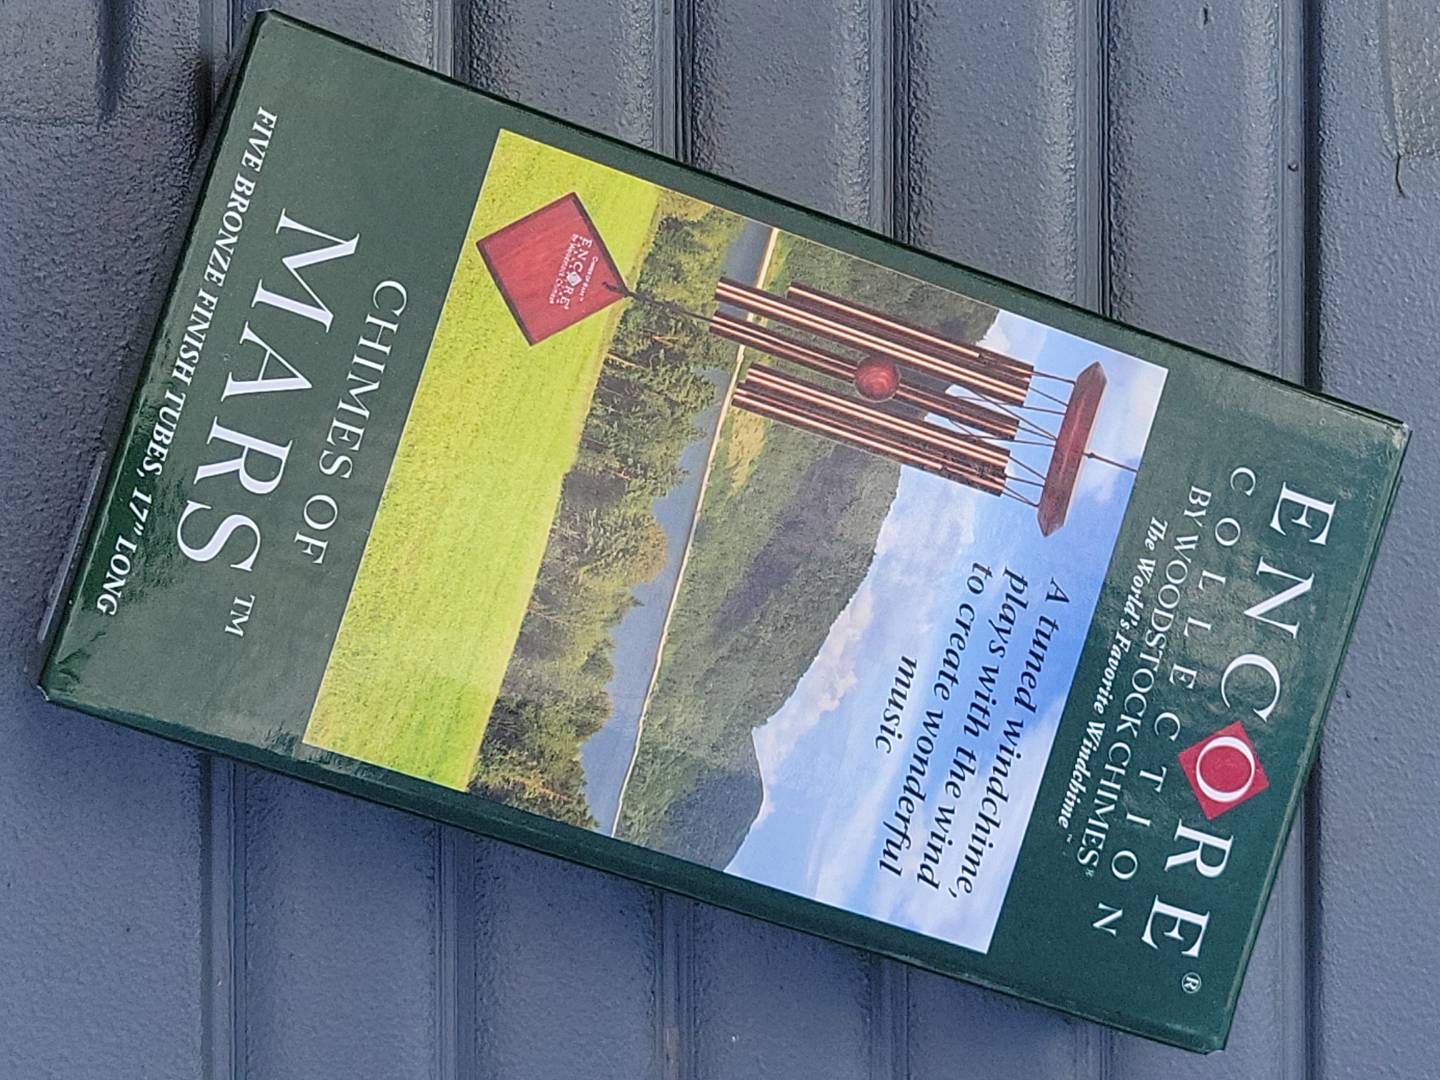 ENCORE®
COLLECTION
BY WOODSTOCK CHIMES®
The World's Favorite Windchime™
A tuned windchime,
plays with the wind
to create wonderful
music
ENCORE
CHIMES OF
MARS™
FIVE BRONZE FINISH TUBES, 17" LONG